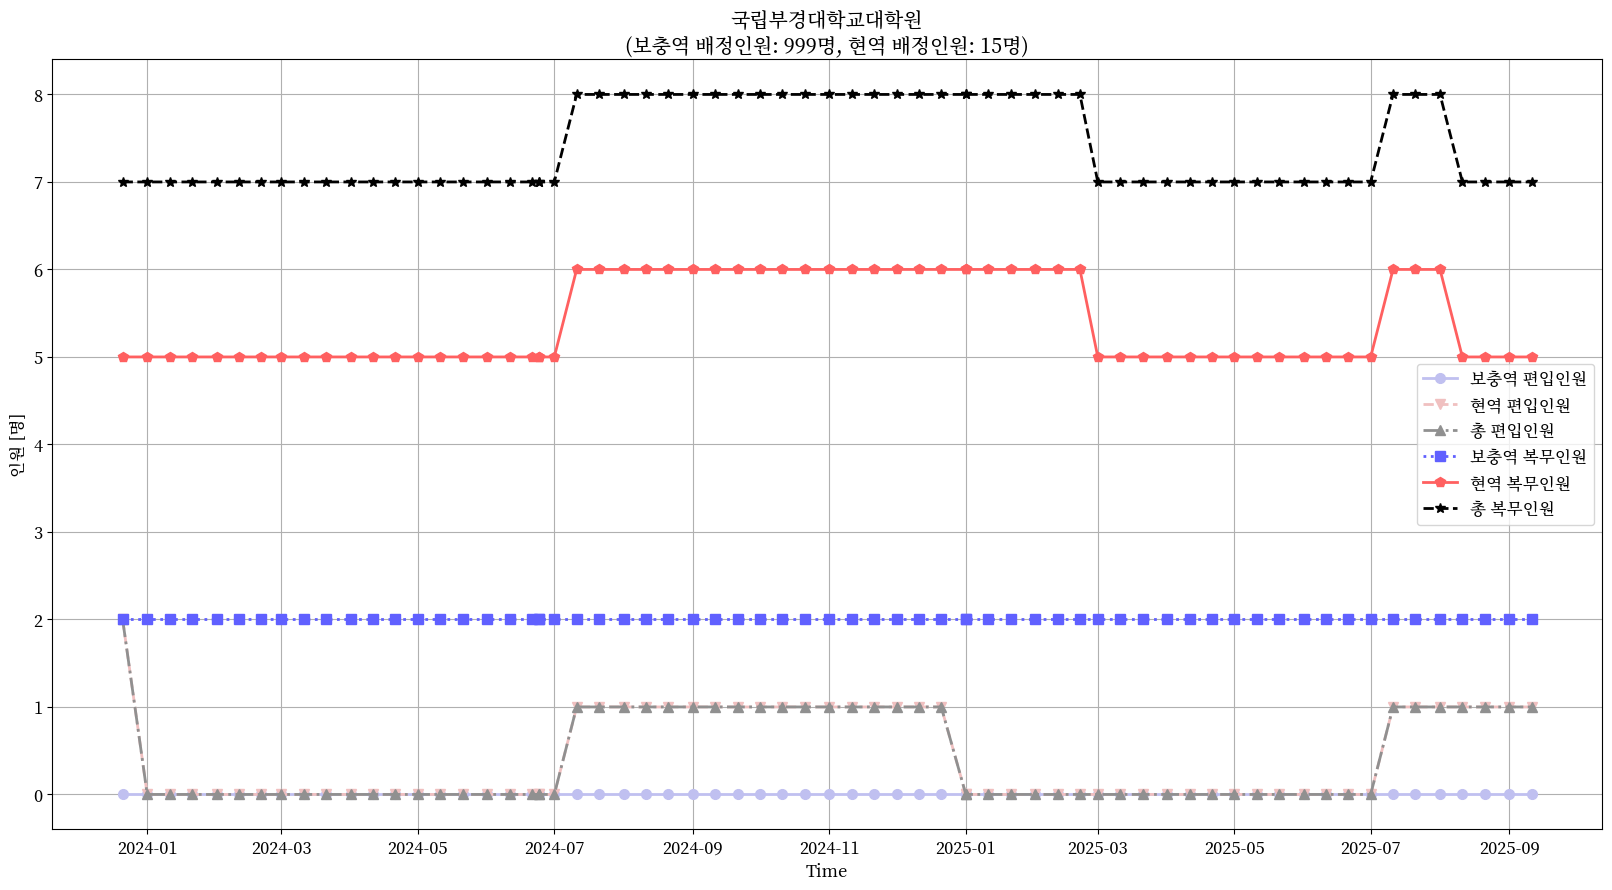 국립부경대학교대학원
(보충역 배정인원: 999명, 현역 배정인원: 15명)
인원 [명]
8
7
6
5
4
3
2
1
0
보충역 편입인원
현역 편입인원
총 편입인원
보충역 복무인원
현역 복무인원
총 복무인원
2024-01
2024-03
2024-05
2024-07
2024-09
2024-11
2025-01
2025-03
2025-05
2025-07
2025-09
Time